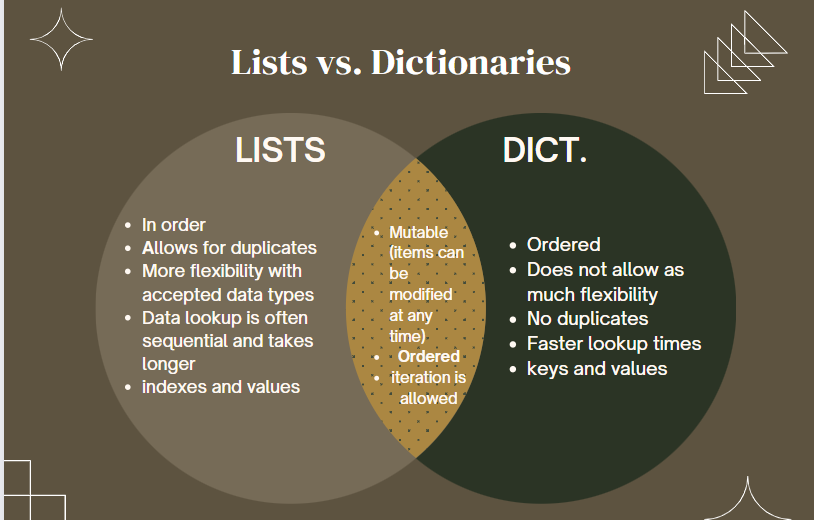 Lists vs. Dictionaries
LISTS
• In order
• Allows for duplicates
• More flexibility with
accepted data types
• Data lookup is often
sequential and takes
longer
• indexes and values
• Mutable
(items can
be
modified
at any
time)
• Ordered
• iteration is
allowed
DICT.
• Ordered
• Does not allow as
much flexibility
• No duplicates
• Faster lookup times
• keys and values